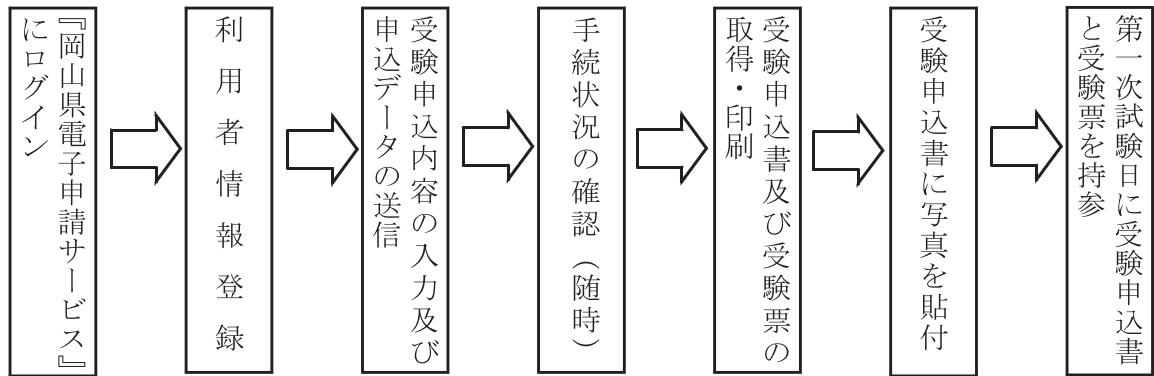 『岡山県電子申請サービス』
にログイン
利用者情報登録
受験申込内容の入力及び
申込データの送信
手続状況の確認（随時）
受験申込書及び受験票の
取得・印刷
受験申込書に写真を貼付
第一次試験日に受験申込書
と受験票を持参